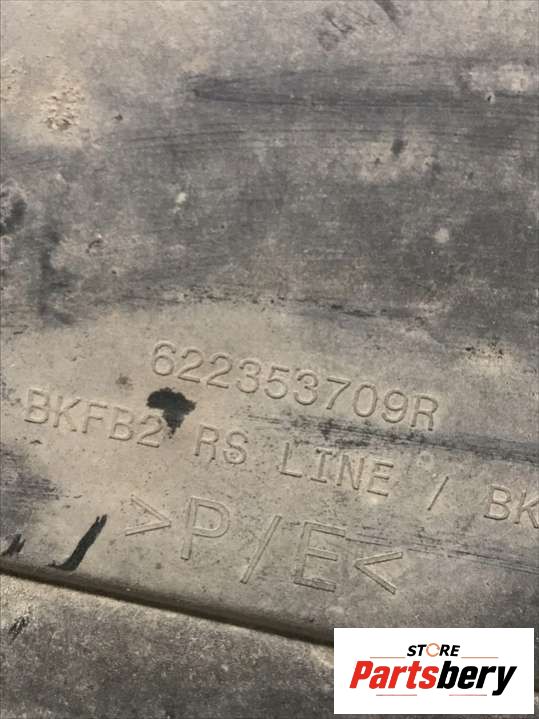 622353709R
BKFB2 RS LINE / BK
>P/E<
STORE
Partsbery